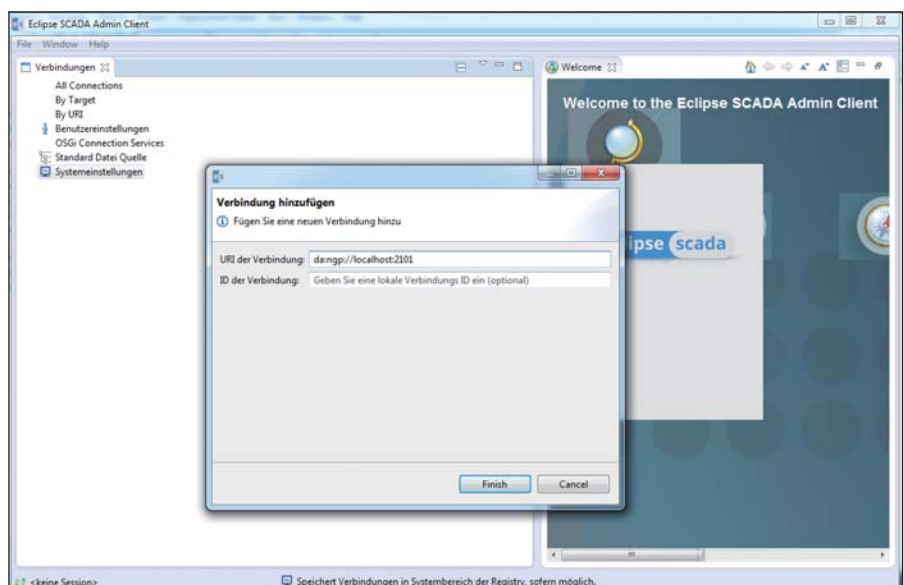 Eclipse SCADA Admin Client
File Window Help
Verbindungen
All Connections
By Target
By URI
Benutzereinstellungen
OSGi Connection Services
Standard Datei Quelle
Systemeinstellungen
Welcome
Welcome to the Eclipse SCADA Admin Client
ipse scada
Verbindung hinzufügen
Fügen Sie eine neuen Verbindung hinzu
URI der Verbindung: da:ngp://localhost:2101
ID der Verbindung: Geben Sie eine lokale Verbindungs ID ein (optional)
Finish Cancel
<keine Session> Speichert Verbindungen in Systembereich der Registry, sofern möglich.